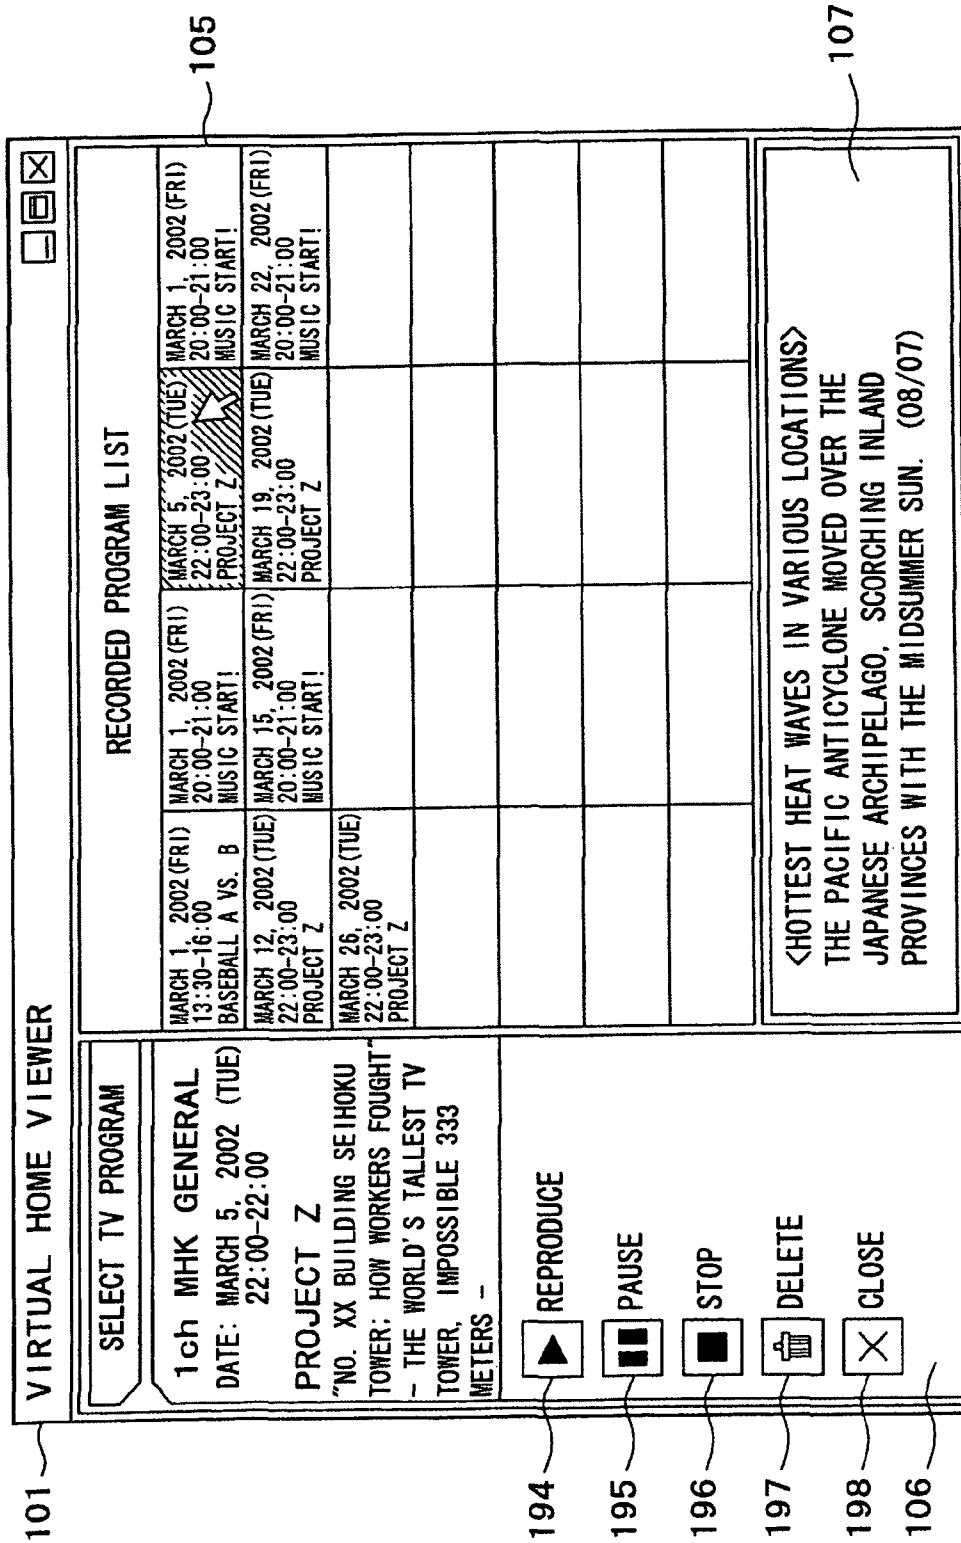 101
VIRTUAL HOME VIEWER
SELECT TV PROGRAM
1ch MHK GENERAL
DATE: MARCH 5, 2002 (TUE)
22:00-22:00
PROJECT Z
"NO. XX BUILDING SEIHOKU
TOWER: HOW WORKERS FOUGHT"
- THE WORLD'S TALLEST TV
TOWER, IMPOSSIBLE 333
METERS -
194
REPRODUCE
195
PAUSE
196
STOP
197
DELETE
198
CLOSE
106
RECORDED PROGRAM LIST
105
MARCH 1, 2002(FRI)
13:30-16:00
BASEBALL A VS. B
MARCH 1, 2002(FRI)
20:00-21:00
MUSIC START!
MARCH 5, 2002(TUE)
22:00-23:00
PROJECT Z
MARCH 1, 2002(FRI)
20:00-21:00
MUSIC START!
MARCH 12, 2002(TUE)
22:00-23:00
PROJECT Z
MARCH 15, 2002(FRI)
20:00-21:00
MUSIC START!
MARCH 19, 2002(TUE)
22:00-23:00
PROJECT Z
MARCH 22, 2002(FRI)
20:00-21:00
MUSIC START!
MARCH 26, 2002(TUE)
22:00-23:00
PROJECT Z
<HOTTEST HEAT WAVES IN VARIOUS LOCATIONS>
THE PACIFIC ANTICYCLONE MOVED OVER THE
JAPANESE ARCHIPELAGO, SCORCHING INLAND
PROVINCES WITH THE MIDSUMMER SUN. (08/07)
107